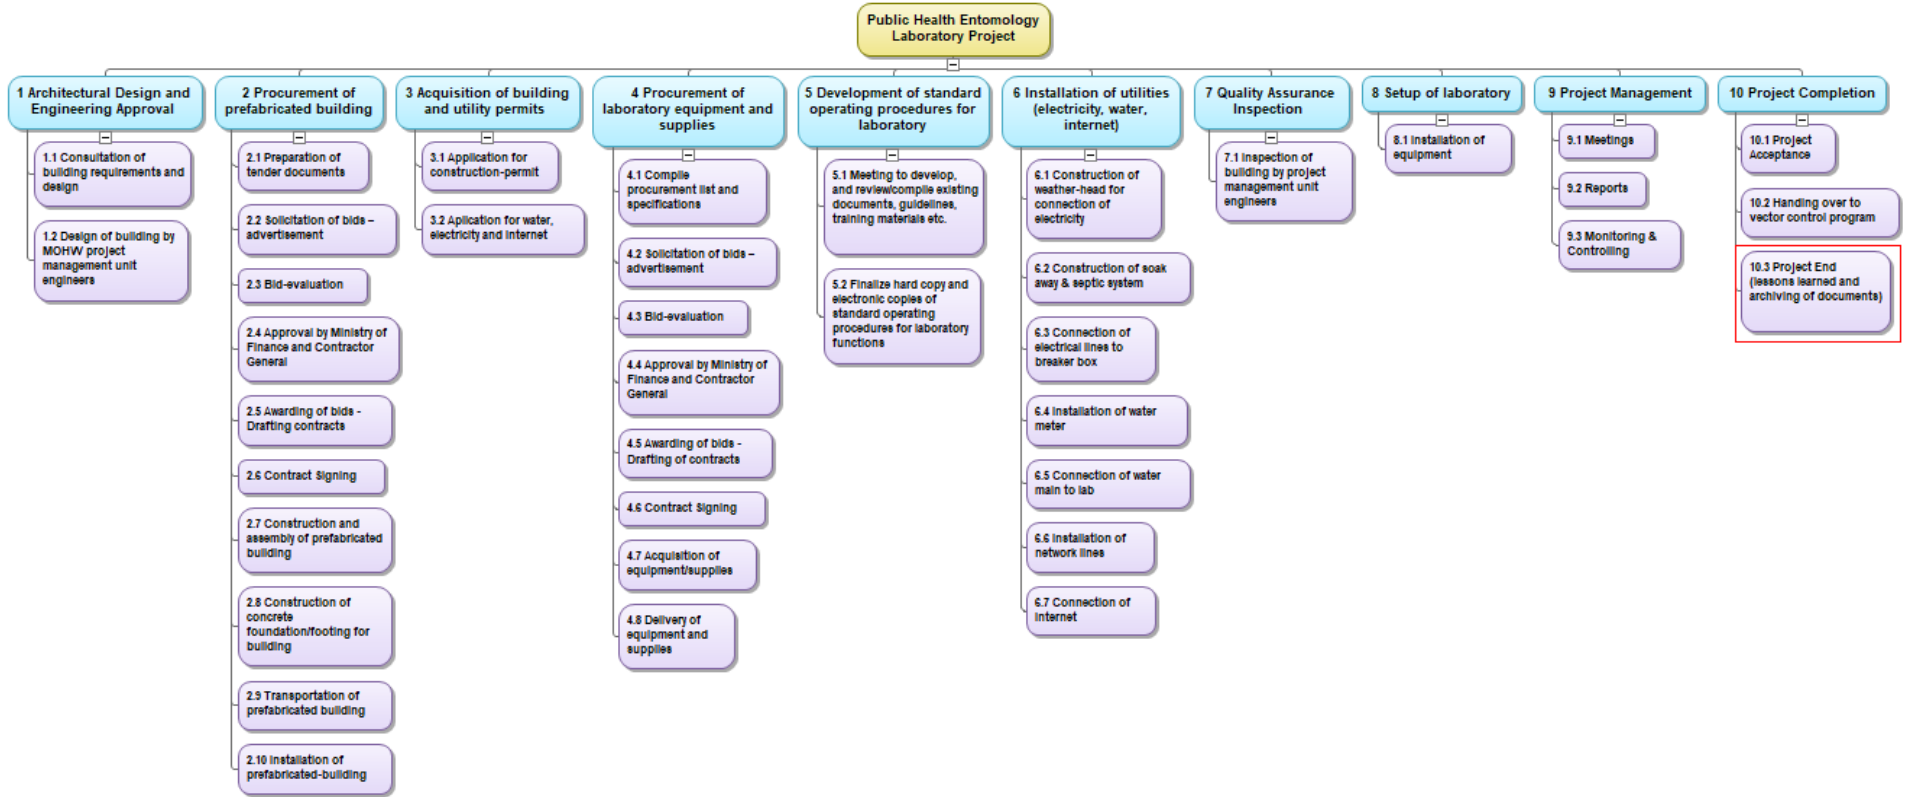 Public Health Entomology
Laboratory Project
1 Architectural Design and
Engineering Approval
1.1 Consultation of
building requirements and
design
1.2 Design of building by
MOHW project
management unit
engineers
2 Procurement of
prefabricated building
2.1 Preparation of
tender documents
2.2 Solicitation of bids –
advertisement
2.3 Bid-evaluation
2.4 Approval by Ministry of
Finance and Contractor
General
2.5 Awarding of bids -
Drafting contracts
2.6 Contract Signing
2.7 Construction and
assembly of prefabricated
building
2.8 Construction of
concrete
foundation/footing for
building
2.9 Transportation of
prefabricated building
2.10 Installation of
prefabricated-building
3 Acquisition of building
and utility permits
3.1 Application for
construction-permit
3.2 Aplication for water,
electricity and internet
4 Procurement of
laboratory equipment and
supplies
4.1 Compile
procurement list and
specifications
4.2 Solicitation of bids –
advertisement
4.3 Bid-evaluation
4.4 Approval by Ministry of
Finance and Contractor
General
4.5 Awarding of bids -
Drafting of contracts
4.6 Contract Signing
4.7 Acquisition of
equipment/supplies
4.8 Delivery of
equipment and
supplies
5 Development of standard
operating procedures for
laboratory
5.1 Meeting to develop,
and review/compile existing
documents, guidelines,
training materials etc.
5.2 Finalize hard copy and
electronic copies of
standard operating
procedures for laboratory
functions
6 Installation of utilities
(electricity, water,
internet)
6.1 Construction of
weather-head for
connection of
electricity
6.2 Construction of soak
away & septic system
6.3 Connection of
electrical lines to
breaker box
6.4 Installation of water
meter
6.5 Connection of water
main to lab
6.6 Installation of
network lines
6.7 Connection of
internet
7 Quality Assurance
Inspection
7.1 Inspection of
building by project
management unit
engineers
8 Setup of laboratory
8.1 Installation of
equipment
9 Project Management
9.1 Meetings
9.2 Reports
9.3 Monitoring &
Controlling
10 Project Completion
10.1 Project
Acceptance
10.2 Handing over to
vector control program
10.3 Project End
(lessons learned and
archiving of documents)